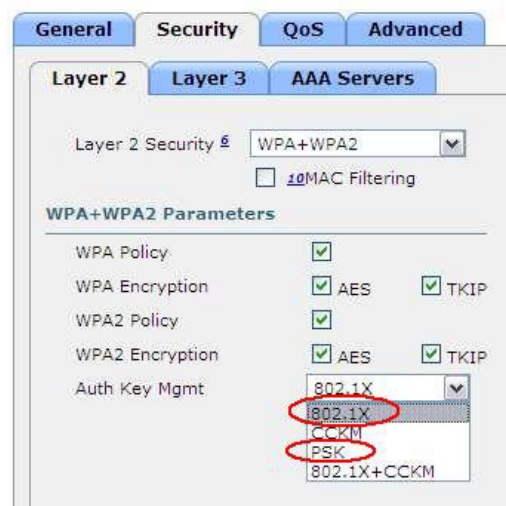 General Security QoS Advanced
Layer 2 Layer 3 AAA Servers
Layer 2 Security 6 WPA+WPA2
10MAC Filtering
WPA+WPA2 Parameters
WPA Policy
WPA Encryption AES TKIP
WPA2 Policy
WPA2 Encryption AES TKIP
Auth Key Mgmt 802.1X
802.1X
CCKM
PSK
802.1X+CCKM